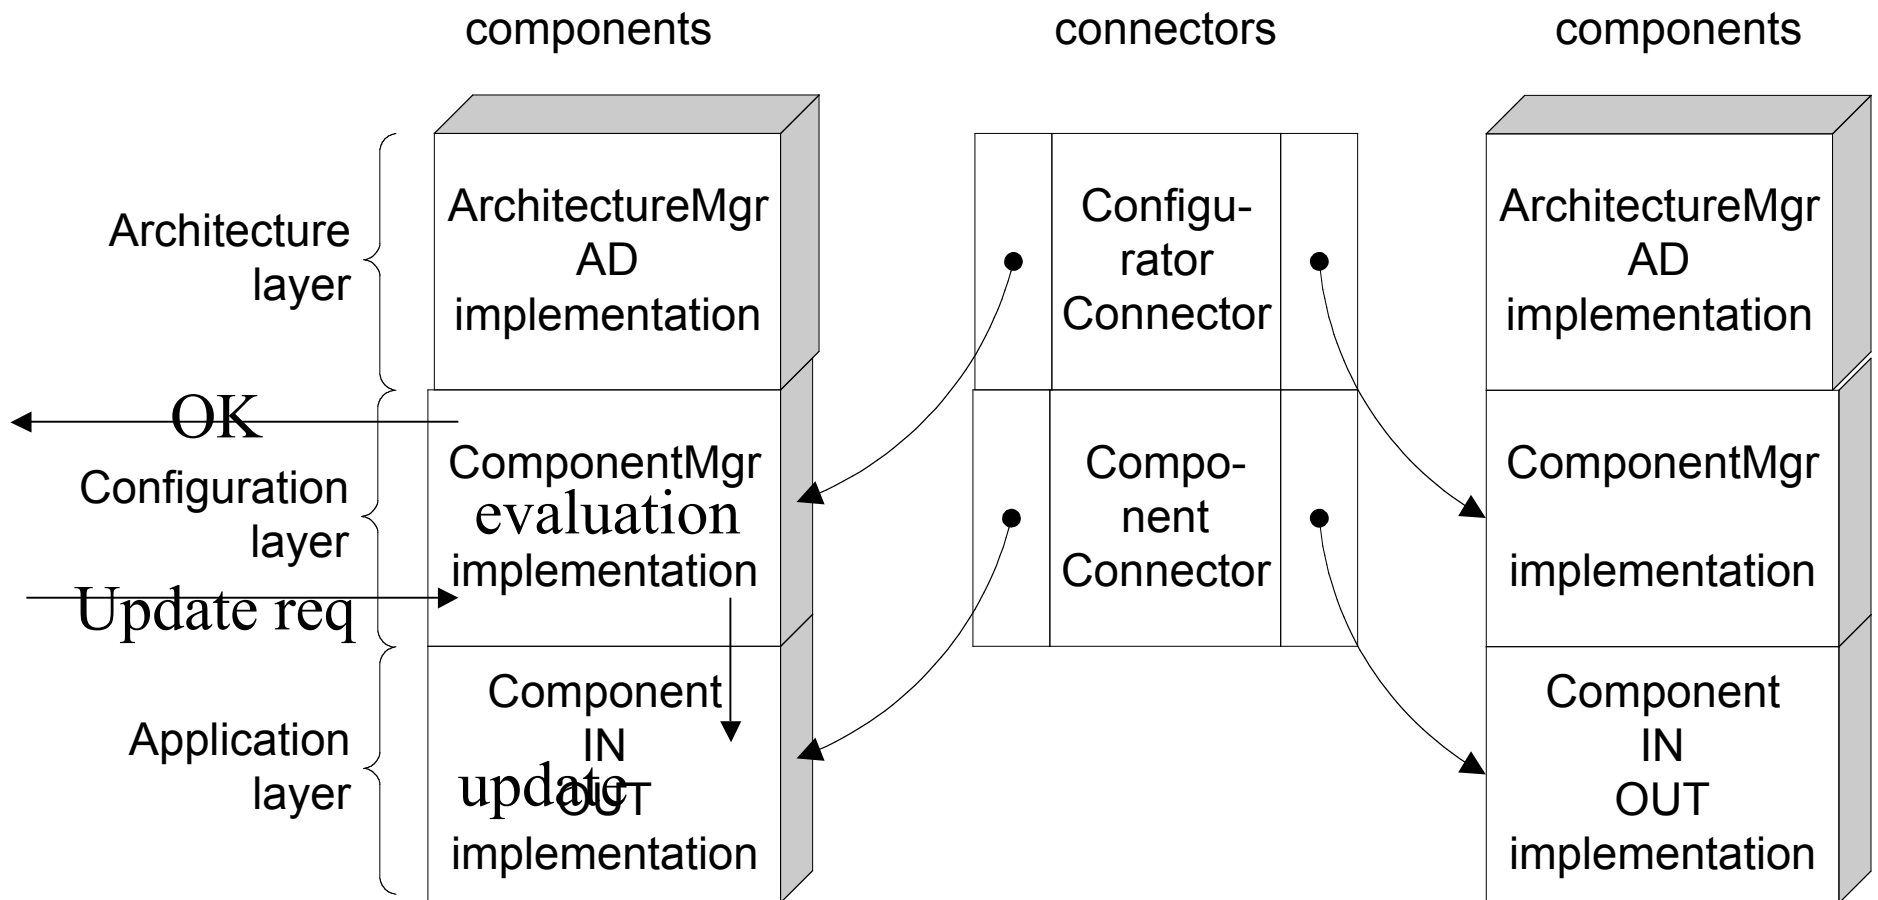 components
connectors
components
Architecture
layer
ArchitectureMgr
AD
implementation
Configu-
rator
Connector
ArchitectureMgr
AD
implementation
OK
Configuration
layer
Update req
ComponentMgr
evaluation
implementation
Compo-
nent
Connector
ComponentMgr
implementation
Application
layer
Component
IN
update
OUT
implementation
Component
IN
OUT
implementation